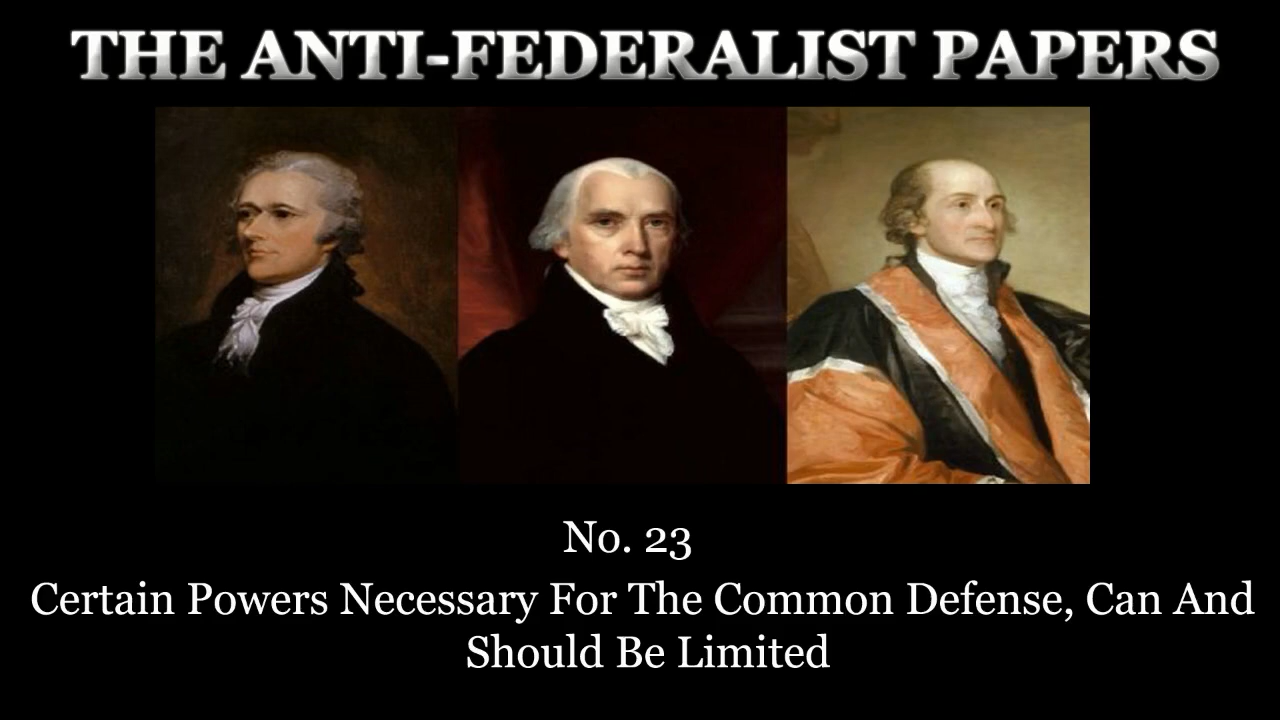 THE ANTI-FEDERALIST PAPERS
No. 23
Certain Powers Necessary For The Common Defense, Can And
Should Be Limited